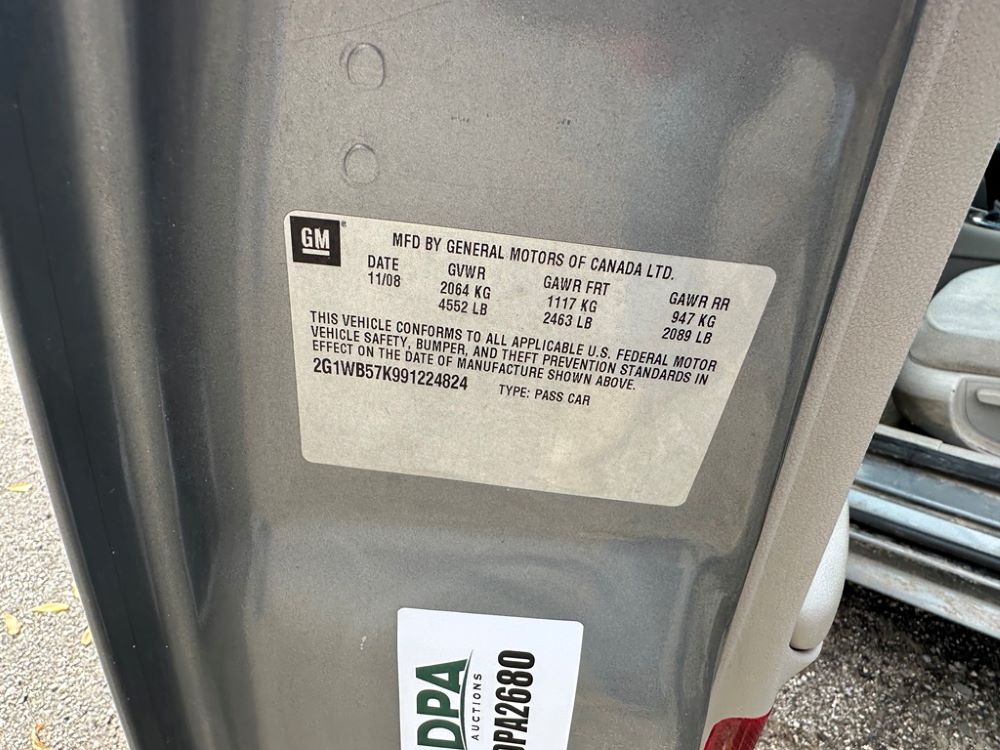 GM
MFD BY GENERAL MOTORS OF CANADA LTD.
DATE GVWR GAWR FRT GAWR RR
11/08 2064 KG 1117 KG 947 KG
4552 LB 2463 LB 2089 LB
THIS VEHICLE CONFORMS TO ALL APPLICABLE U.S. FEDERAL MOTOR
VEHICLE SAFETY, BUMPER, AND THEFT PREVENTION STANDARDS IN
EFFECT ON THE DATE OF MANUFACTURE SHOWN ABOVE.
2G1WB57K991224824 TYPE: PASS CAR
DPA
AUCTIONS
DPA2680